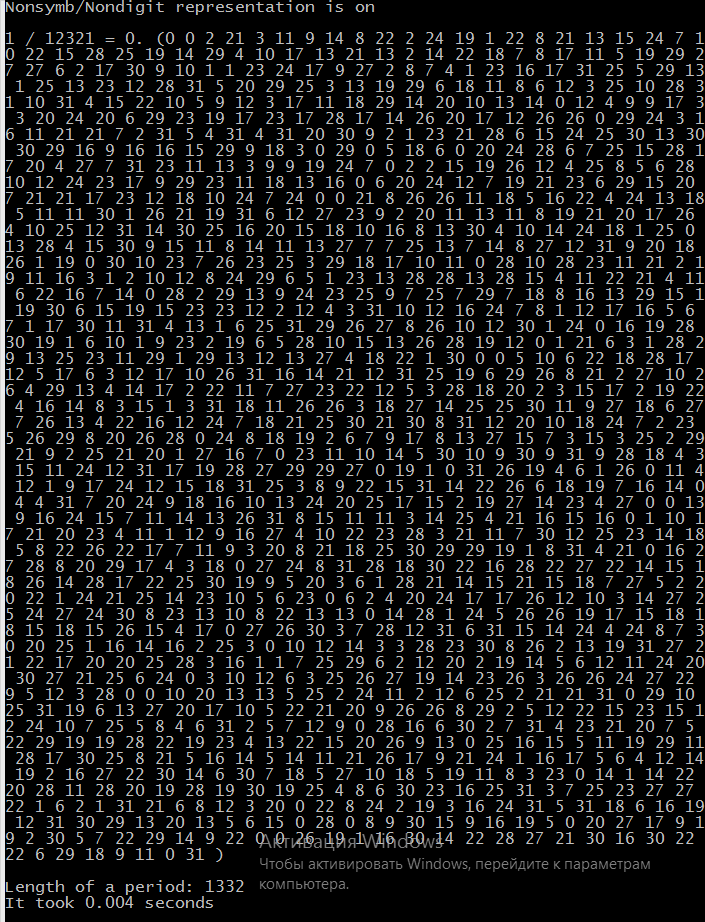 Nonsymb/Nondigit representation is on
1 / 12321 = 0. (0 0 2 21 3 11 9 14 8 22 2 24 19 1 22 8 21 13 15 24 7 1
0 22 15 28 25 19 14 29 4 10 17 13 21 13 2 14 22 18 7 8 17 11 5 19 29 2
7 27 6 2 17 30 9 10 1 1 23 24 17 9 27 2 8 7 4 1 23 16 17 31 25 5 29 13
 1 25 13 23 12 28 31 5 20 29 25 3 13 19 29 6 18 11 8 6 12 3 25 10 28 3
1 10 31 4 15 22 10 5 9 12 3 17 11 18 29 14 20 10 13 14 0 12 4 9 9 17 3
 3 20 24 20 6 29 23 19 17 23 17 28 17 14 26 20 17 12 26 26 0 29 24 3 1
6 11 21 21 7 2 31 5 4 31 4 31 20 30 9 2 1 23 21 28 6 15 24 25 30 13 30
 30 29 16 9 16 16 15 29 9 18 3 0 29 0 5 18 6 0 20 24 28 6 7 25 15 28 1
7 20 4 27 7 31 23 11 13 3 9 9 19 24 7 0 2 2 15 19 26 12 4 25 8 5 6 28
10 12 24 23 17 9 29 23 11 18 13 16 0 6 20 24 12 7 19 21 23 6 29 15 20
7 21 21 17 23 12 18 10 24 7 24 0 0 21 8 26 26 11 18 5 16 22 4 24 13 18
 5 11 11 30 1 26 21 19 31 6 12 27 23 9 2 20 11 13 11 8 19 21 20 17 26
4 10 25 12 31 14 30 25 16 20 15 18 10 16 8 13 30 4 10 14 24 18 1 25 0
13 28 4 15 30 9 15 11 8 14 11 13 27 7 7 25 13 7 14 8 27 12 31 9 20 18
26 1 19 0 30 10 23 7 26 23 25 3 29 18 17 10 11 0 28 10 28 23 11 21 2 1
9 11 16 3 1 2 10 12 8 24 29 6 5 1 23 13 28 28 13 28 15 4 11 22 21 4 11
 6 22 16 7 14 0 28 2 29 13 9 24 23 25 9 7 25 7 29 7 18 8 16 13 29 15 1
 19 30 6 15 19 15 23 23 12 2 12 4 3 31 10 12 16 24 7 8 1 12 17 16 5 6
7 1 17 30 11 31 4 13 1 6 25 31 29 26 27 8 26 10 12 30 1 24 0 16 19 28
30 19 1 6 10 1 9 23 2 19 6 5 28 10 15 13 26 28 19 12 0 1 21 6 3 1 28 2
9 13 25 23 11 29 1 29 13 12 13 27 4 18 22 1 30 0 0 5 10 6 22 18 28 17
12 5 17 6 3 12 17 10 26 31 16 14 21 12 31 25 19 6 29 26 8 21 2 27 10 2
6 4 29 13 4 14 17 2 22 11 7 27 23 22 12 5 3 28 18 20 2 3 15 17 2 19 22
 4 16 14 8 3 15 1 3 31 18 11 26 26 3 18 27 14 25 25 30 11 9 27 18 6 27
 7 26 13 4 22 16 12 24 7 18 21 25 30 21 30 8 31 12 20 10 18 24 7 2 23
5 26 29 8 20 26 28 0 24 8 18 19 2 6 7 9 17 8 13 27 15 7 3 15 3 25 2 29
 21 9 2 25 21 20 1 27 16 7 0 23 11 10 14 5 30 10 9 30 9 31 9 28 18 4 3
 15 11 24 12 31 17 19 28 27 29 29 27 0 19 1 0 31 26 19 4 6 1 26 0 11 4
12 1 9 17 24 12 15 18 31 25 3 8 9 22 15 31 14 22 26 6 18 19 7 16 14 0
 4 4 31 7 20 24 9 18 16 10 13 24 20 25 17 15 2 19 27 14 23 4 27 0 0 13
 9 16 24 15 7 11 14 13 26 31 8 15 11 11 3 14 25 4 21 16 15 16 0 1 10 1
7 21 20 23 4 11 1 12 9 16 27 4 10 22 23 28 3 21 11 7 30 12 25 23 14 18
 5 8 22 26 22 17 7 11 9 3 20 8 21 18 25 30 29 29 19 1 8 31 4 21 0 16 2
7 28 8 20 29 17 4 3 18 0 27 24 8 31 28 18 30 22 16 28 22 27 22 14 15 1
8 26 14 28 17 22 25 30 19 9 5 20 3 6 1 28 21 14 15 21 15 18 7 27 5 2 2
0 22 1 24 21 25 14 23 10 5 6 23 0 6 2 4 20 24 17 17 26 12 10 3 14 27 2
5 24 27 24 30 8 23 13 10 8 22 13 13 0 14 28 1 24 5 26 26 19 17 15 18 1
8 15 18 15 26 15 4 17 0 27 26 30 3 7 28 12 31 6 31 15 14 24 4 24 8 7 3
0 20 25 1 16 14 16 2 25 3 0 10 12 14 3 3 28 23 30 8 26 2 13 19 31 27 2
1 22 17 20 20 25 28 3 16 1 1 7 25 29 6 2 12 20 2 19 14 5 6 12 11 24 20
 30 27 21 25 6 24 0 3 10 12 6 3 25 26 27 19 14 23 26 3 26 26 24 27 22
9 5 12 3 28 0 0 10 20 13 13 5 25 2 24 11 2 12 6 25 2 21 21 31 0 29 10
25 31 19 6 13 27 20 17 10 5 22 21 20 9 26 26 8 29 2 5 12 22 15 23 15 1
2 24 10 7 25 5 8 4 6 31 2 5 7 12 9 0 28 16 6 30 2 7 31 4 23 21 20 7 5
22 29 19 19 28 22 19 23 4 13 22 15 20 26 9 13 0 25 16 15 5 11 19 29 11
 28 17 30 25 8 21 5 16 14 5 14 11 21 26 17 9 21 24 1 16 17 5 6 4 12 14
 19 2 16 27 22 30 14 6 30 7 18 5 27 10 18 5 19 11 8 3 23 0 14 1 14 22
20 28 11 28 20 19 28 19 30 19 25 4 8 6 30 23 16 25 31 3 7 25 23 27 27
 22 1 6 2 1 31 21 6 8 12 3 20 0 22 8 24 2 19 3 16 24 31 5 31 18 6 16 19
 12 31 30 29 13 20 13 5 6 15 0 28 0 8 9 30 15 9 16 19 5 0 20 27 17 9 1
9 2 30 5 7 22 29 14 9 22 0 0 26 19 1 16 30 14 22 28 27 21 30 16 30 22
22 6 29 18 9 11 0 31 )
Активация Windows
Чтобы активировать Windows, перейдите к параметрам
компьютера.
Length of a period: 1332
It took 0.004 seconds